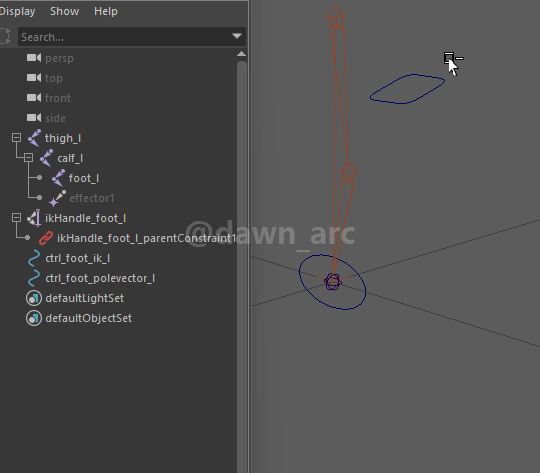 Display Show Help
Search...
persp
top
front
side
thigh_l
calf_l
foot_l
effector1
ikHandle_foot_l
ikHandle_foot_l_parentConstraint1
ctrl_foot_ik_l
ctrl_foot_polevector_l
defaultLightSet
defaultObjectSet
@dawn_arc